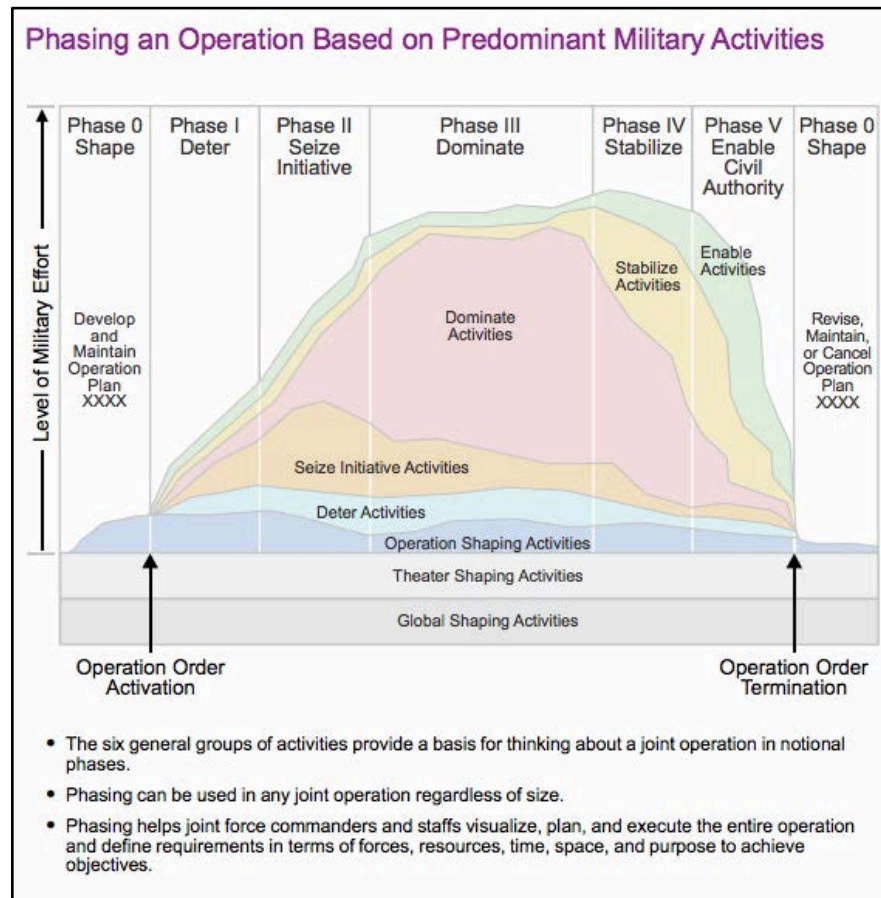 Phasing an Operation Based on Predominant Military Activities
Level of Military Effort
Phase 0
Shape
Phase I
Deter
Phase II
Seize
Initiative
Phase III
Dominate
Phase IV
Stabilize
Phase V
Enable
Civil
Authority
Phase 0
Shape
Develop
and
Maintain
Operation
Plan
XXXX
Dominate
Activities
Stabilize
Activities
Enable
Activities
Revise,
Maintain,
or Cancel
Operation
Plan
XXXX
Seize Initiative Activities
Deter Activities
Operation Shaping Activities
Theater Shaping Activities
Global Shaping Activities
Operation Order
Activation
Operation Order
Termination
• The six general groups of activities provide a basis for thinking about a joint operation in notional
phases.
• Phasing can be used in any joint operation regardless of size.
• Phasing helps joint force commanders and staffs visualize, plan, and execute the entire operation
and define requirements in terms of forces, resources, time, space, and purpose to achieve
objectives.